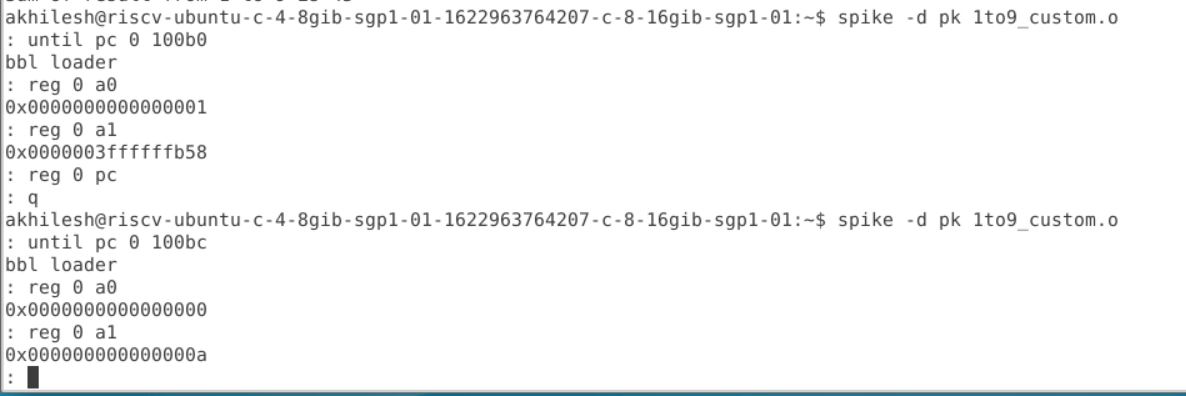 akhilesh@riscv-ubuntu-c-4-8gib-sgp1-01-1622963764207-c-8-16gib-sgp1-01:~$ spike -d pk 1to9_custom.o
: until pc 0 100b0
bbl loader
: reg 0 a0
0x0000000000000001
: reg 0 a1
0x0000003ffffffb58
: reg 0 pc
: q
akhilesh@riscv-ubuntu-c-4-8gib-sgp1-01-1622963764207-c-8-16gib-sgp1-01:~$ spike -d pk 1to9_custom.o
: until pc 0 100bc
bbl loader
: reg 0 a0
0x0000000000000000
: reg 0 a1
0x000000000000000a
: